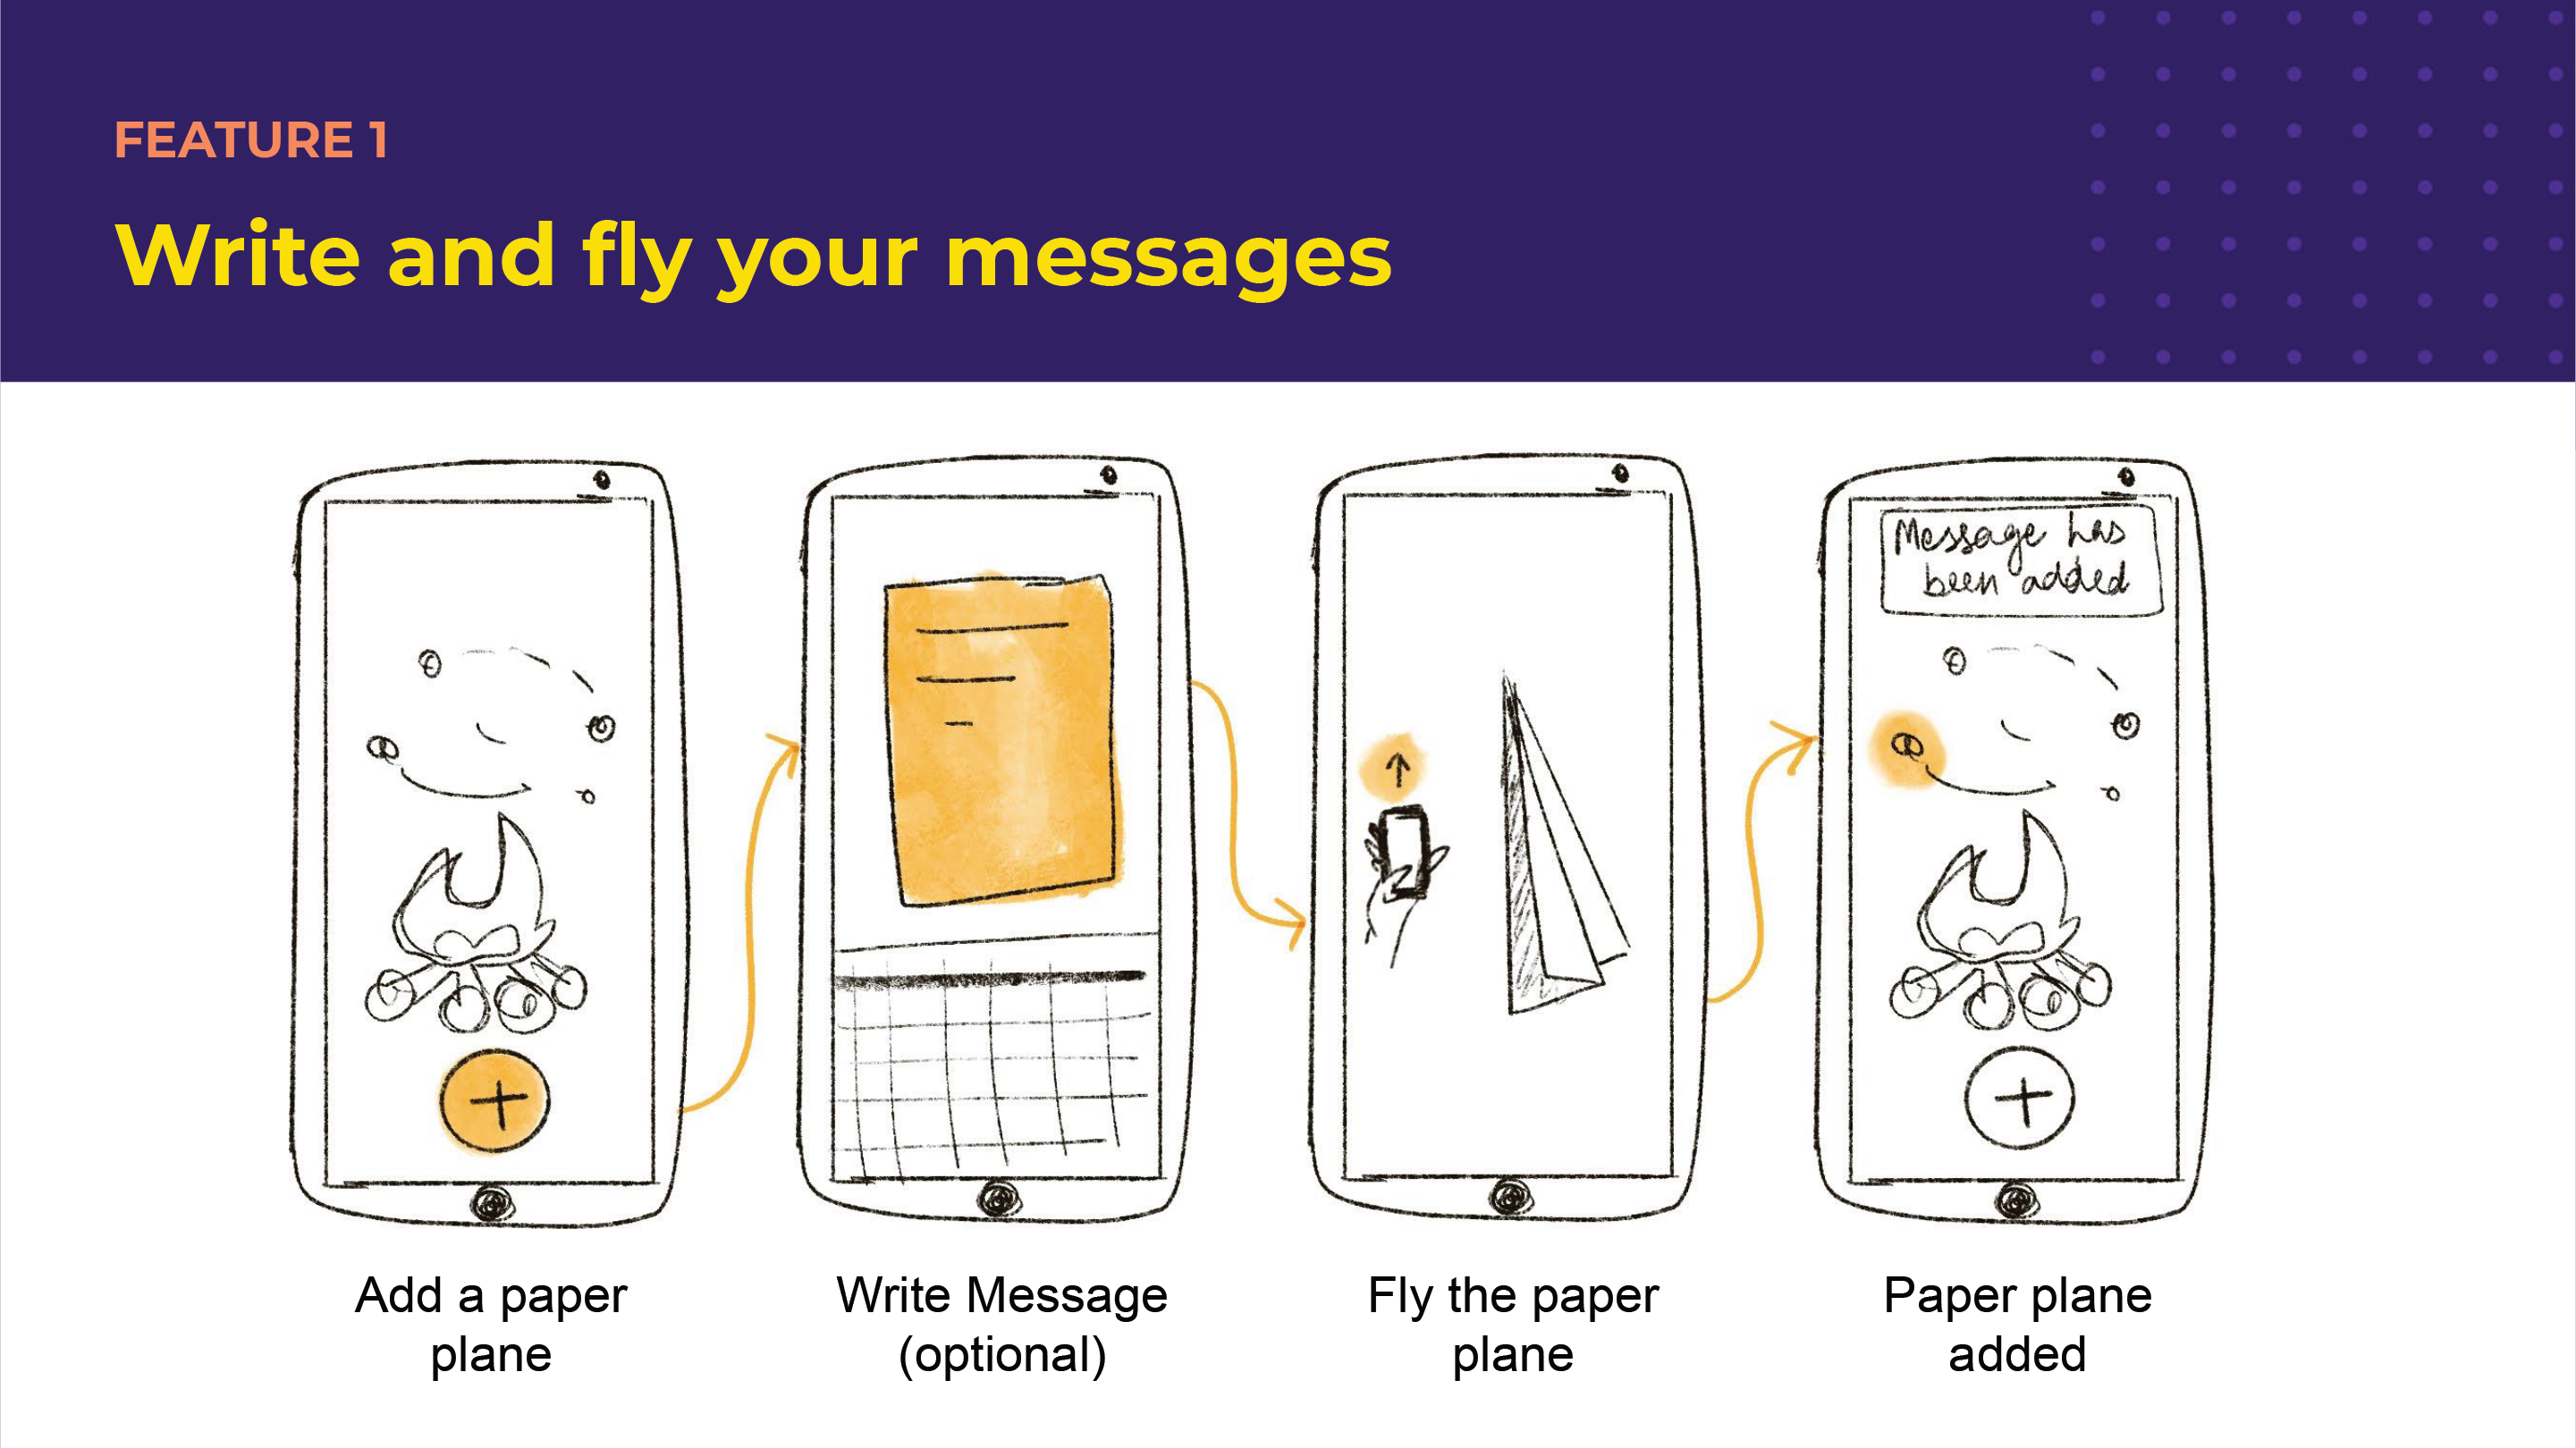 FEATURE 1
Write and fly your messages
Message has
been added
Add a paper
plane
Write Message
(optional)
Fly the paper
plane
Paper plane
added